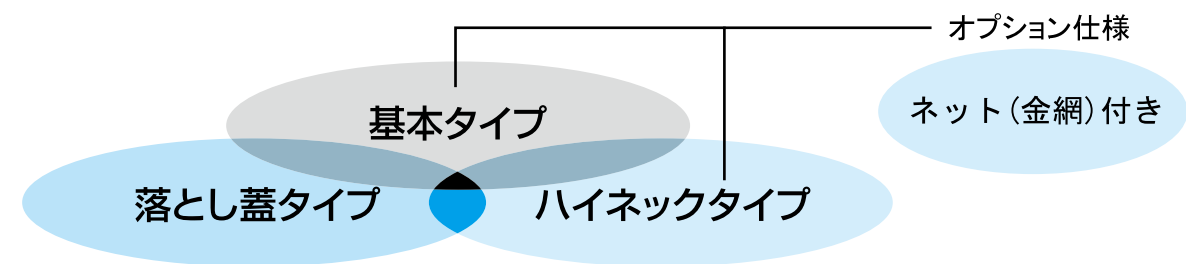 オプション仕様
ネット(金網)付き
基本タイプ
落とし蓋タイプ
ハイネックタイプ